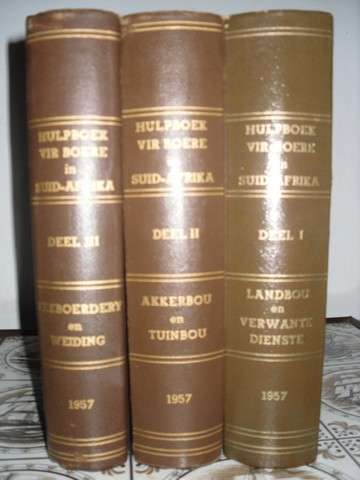 HULPBOEK
VIR BOERE
in
SUID-AFRIKA
DEEL III
VEEBOERDERY
en
WEIDING
1957
HULPBOEK
VIR BOERE
in
SUID-AFRIKA
DEEL II
AKKERBOU
en
TUINBOU
1957
HULPBOEK
VIR BOERE
in
SUID-AFRIKA
DEEL I
LANDBOU
en
VERWANTE
DIENSTE
1957